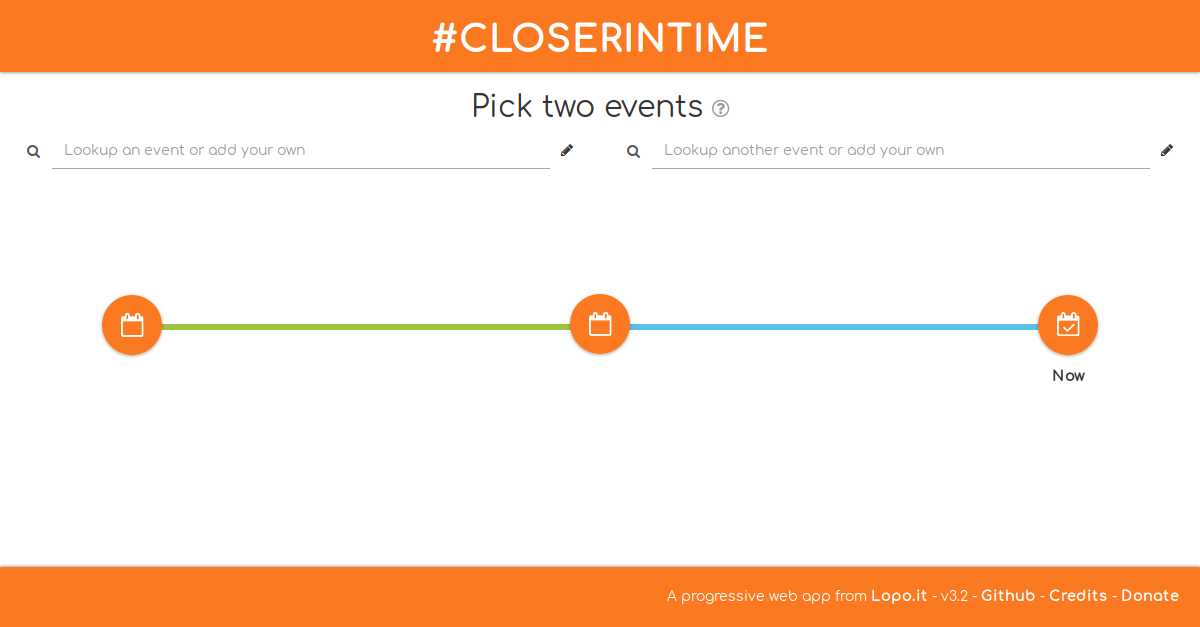 #CLOSERINTIME
Pick two events
Lookup an event or add your own
Lookup another event or add your own
Now
A progressive web app from Lopo.it - v3.2 - Github - Credits - Donate